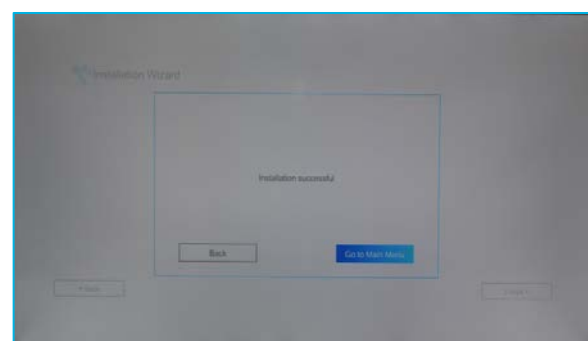 Installation Wizard
Installation successful
Back
Go to Main Menu